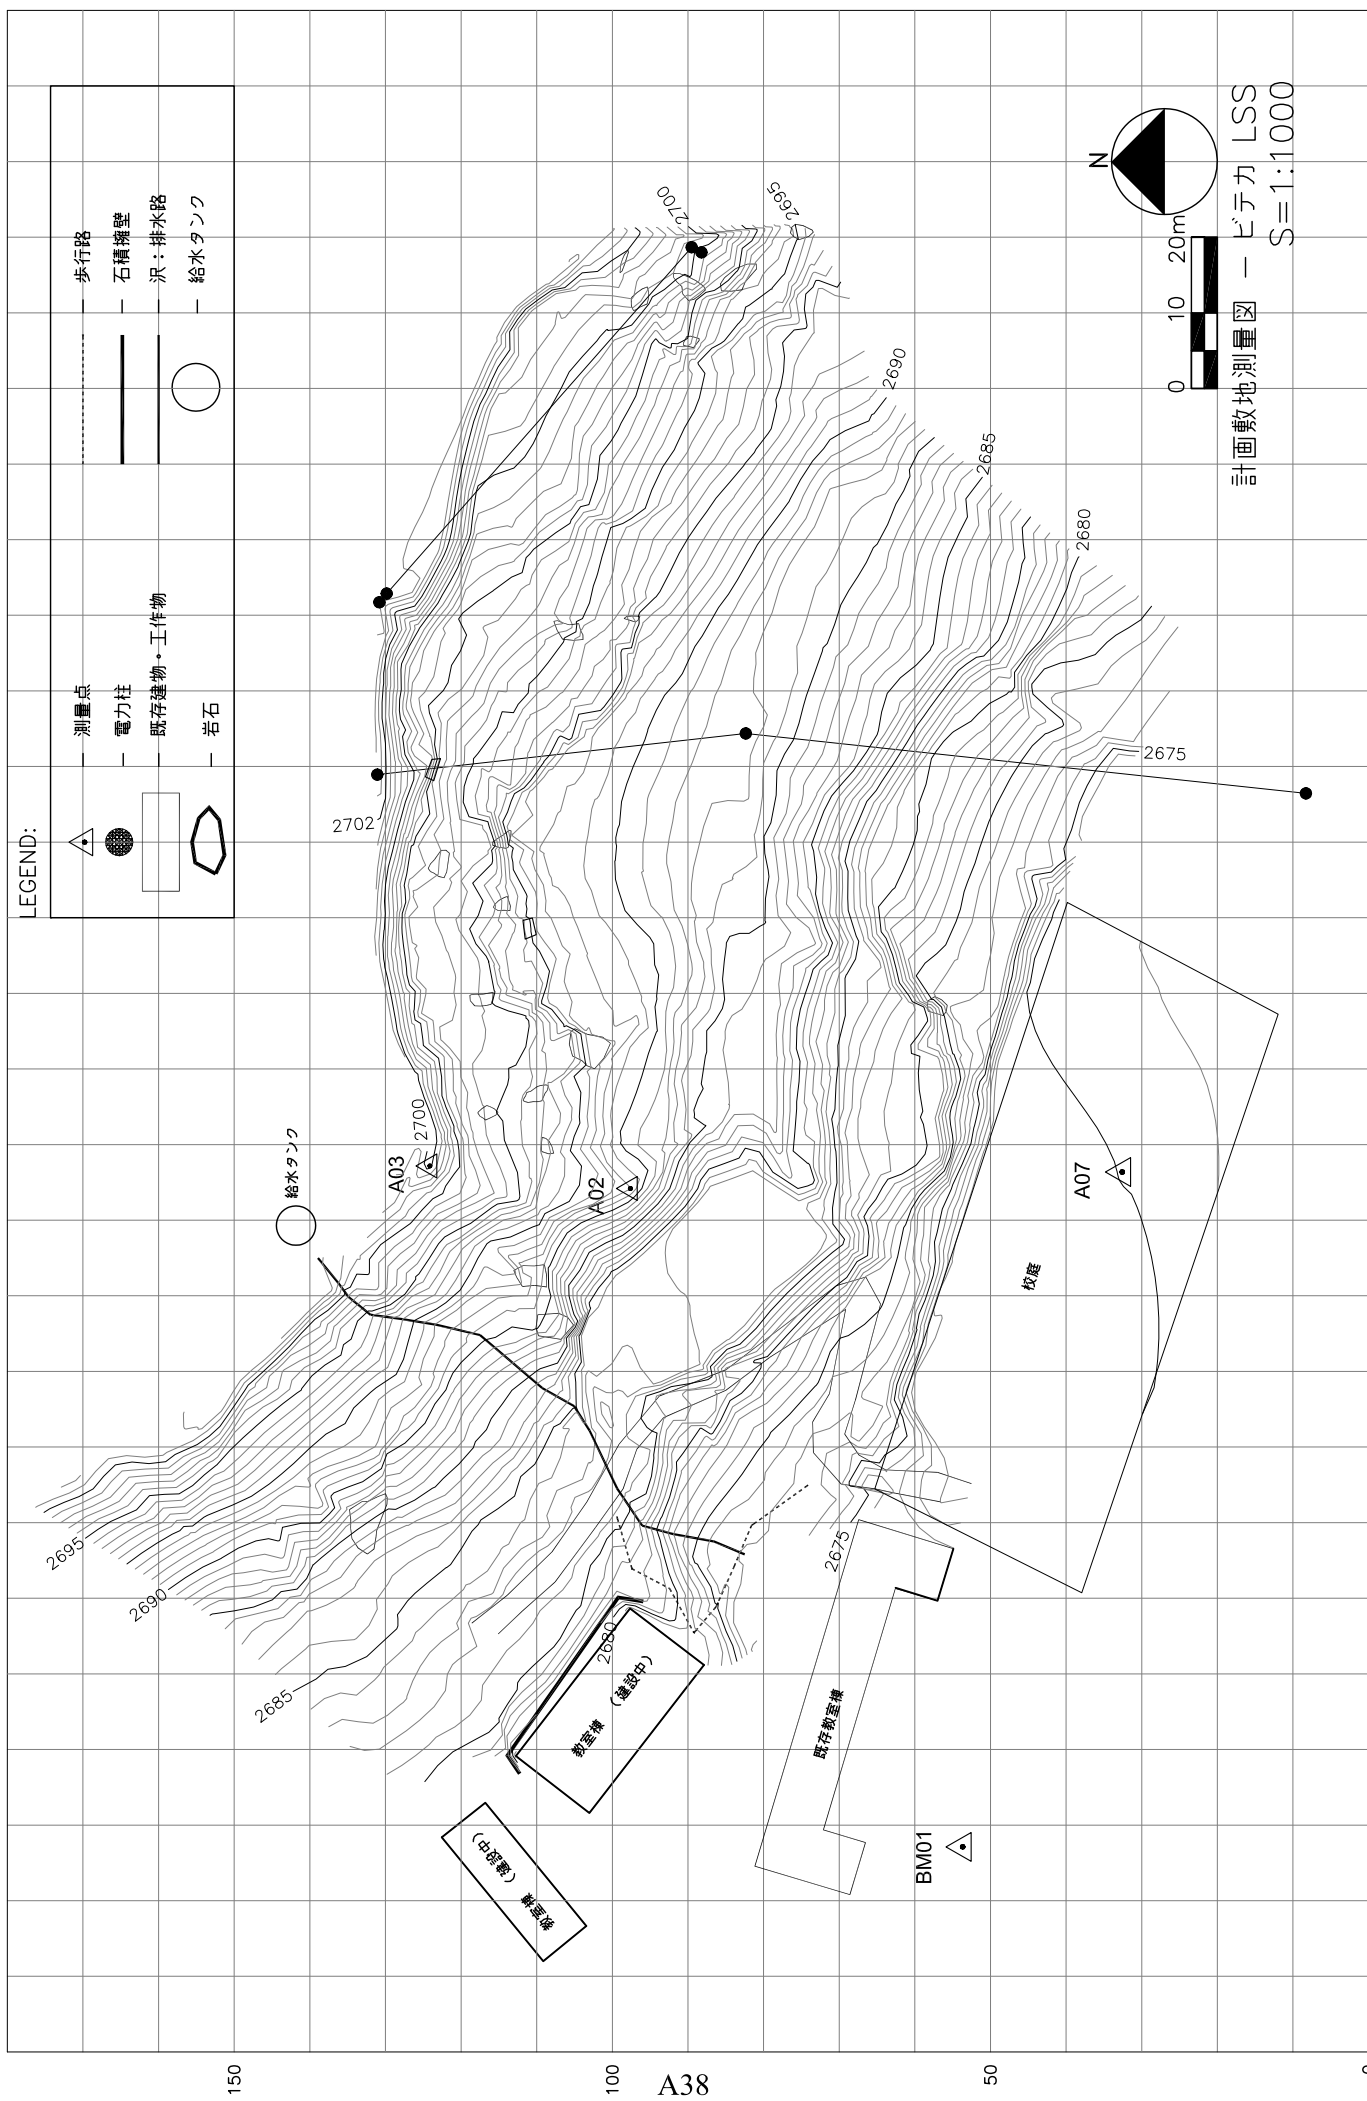 LEGEND:
測量点
電力柱
既存建物・工作物
岩石
歩行路
石積擁壁
沢：排水路
給水タンク
N
0 10 20m
計画敷地測量図 － ビテカ LSS
S=1:1000
2700
2695
2690
2685
2680
2675
2702
2700
A03
給水タンク
A02
A07
校庭
2695
2690
2685
2680
2675
教室棟 (建設中)
教室棟 (建設中)
既存教室棟
BM01
150
100
50
0
A38